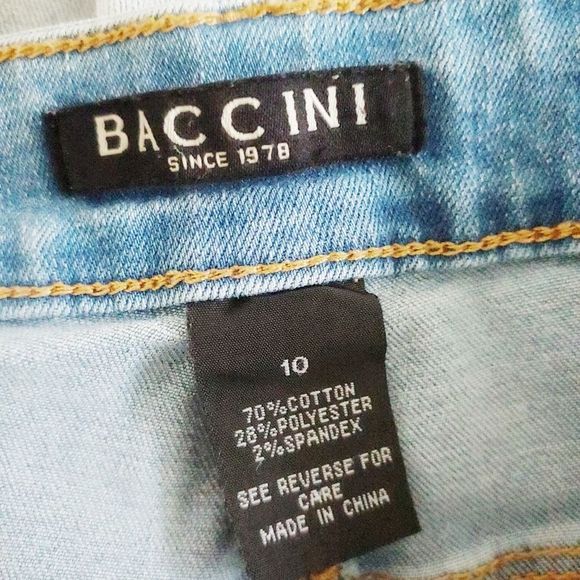 BACCINI
SINCE 1978
10
70%COTTON
28%POLYESTER
2%SPANDEX
SEE REVERSE FOR
CARE
MADE IN CHINA